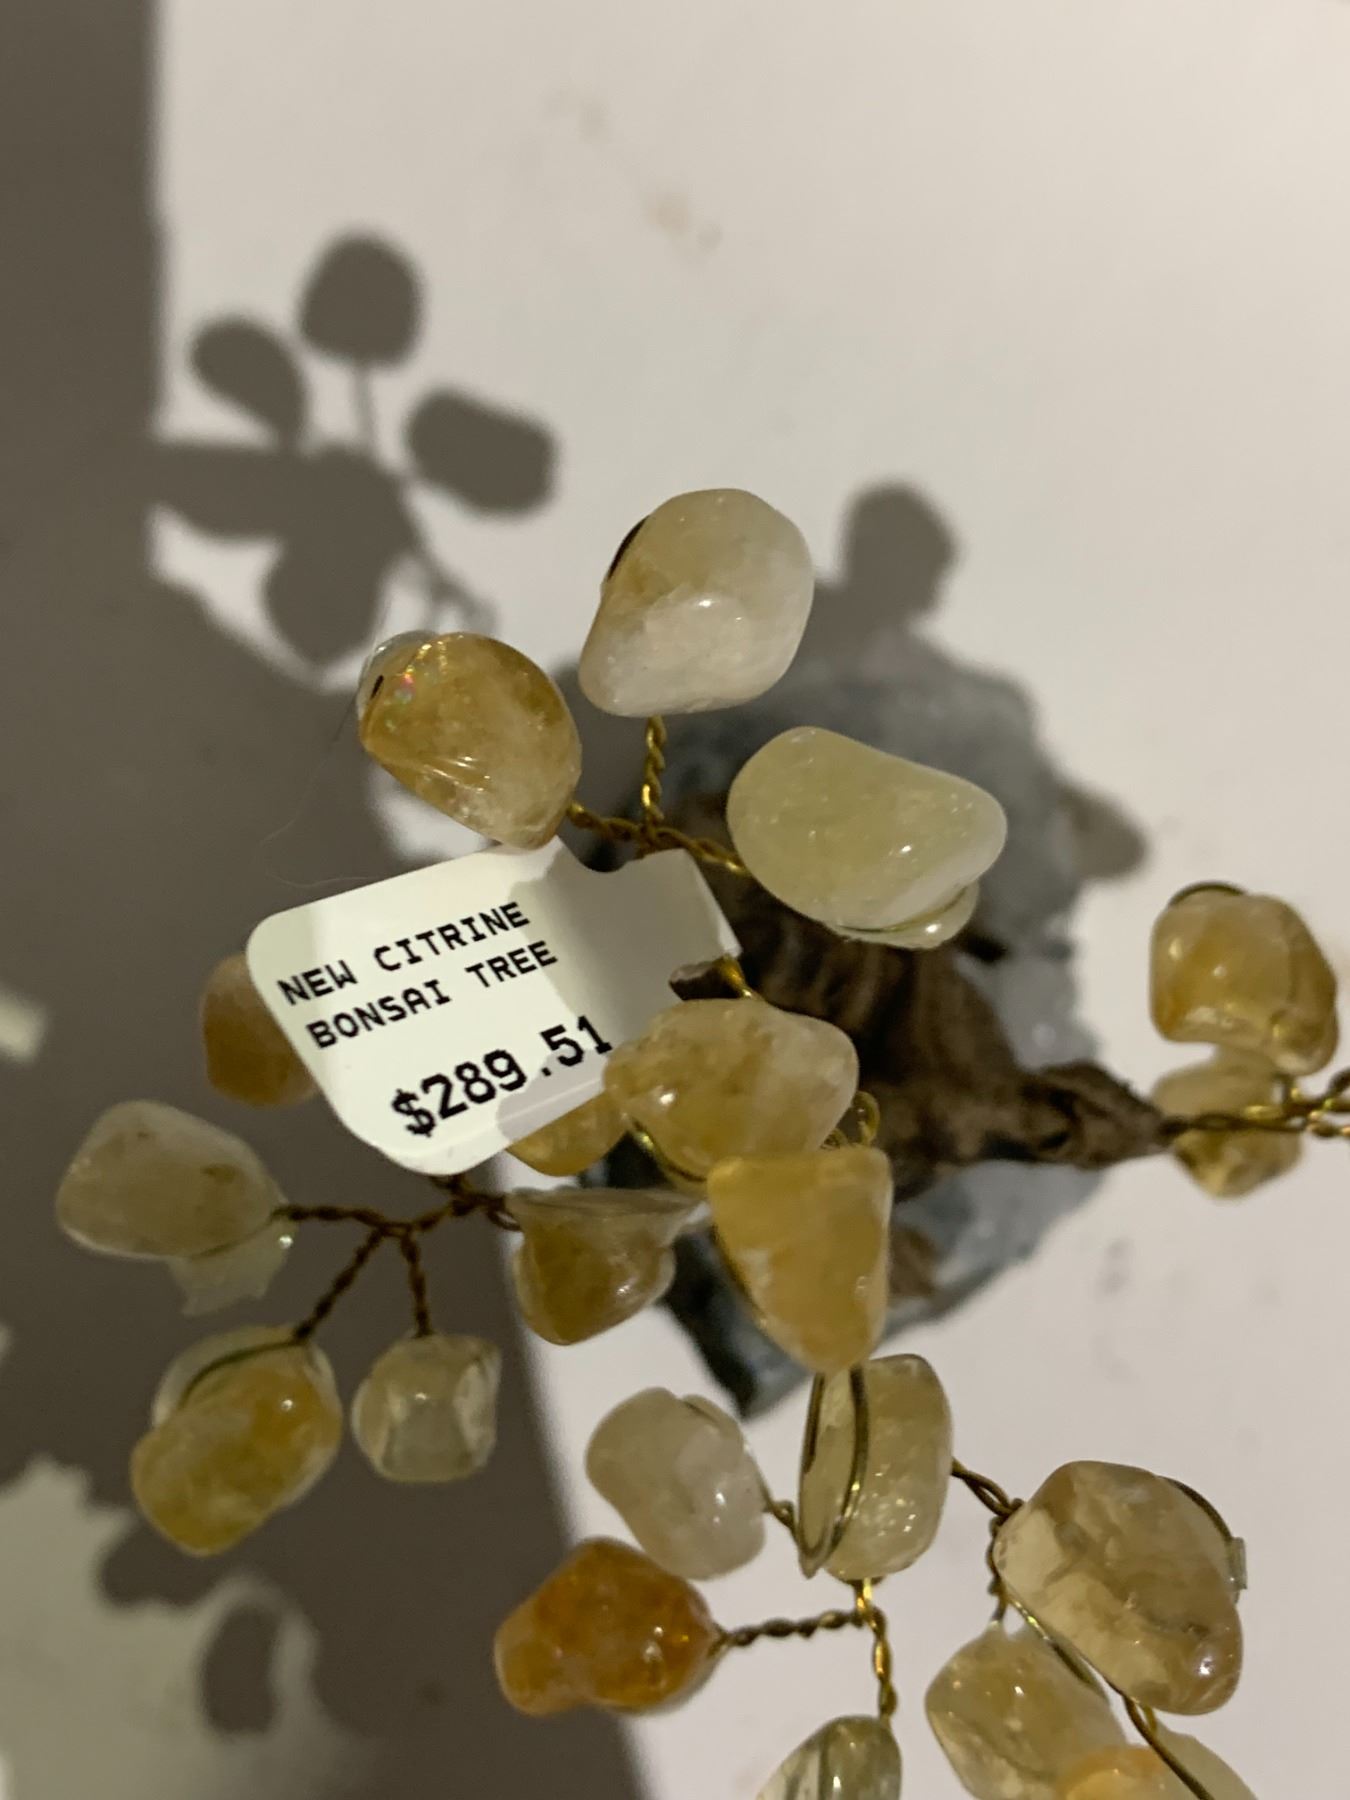 NEW CITRINE
BONSAI TREE
$289.51